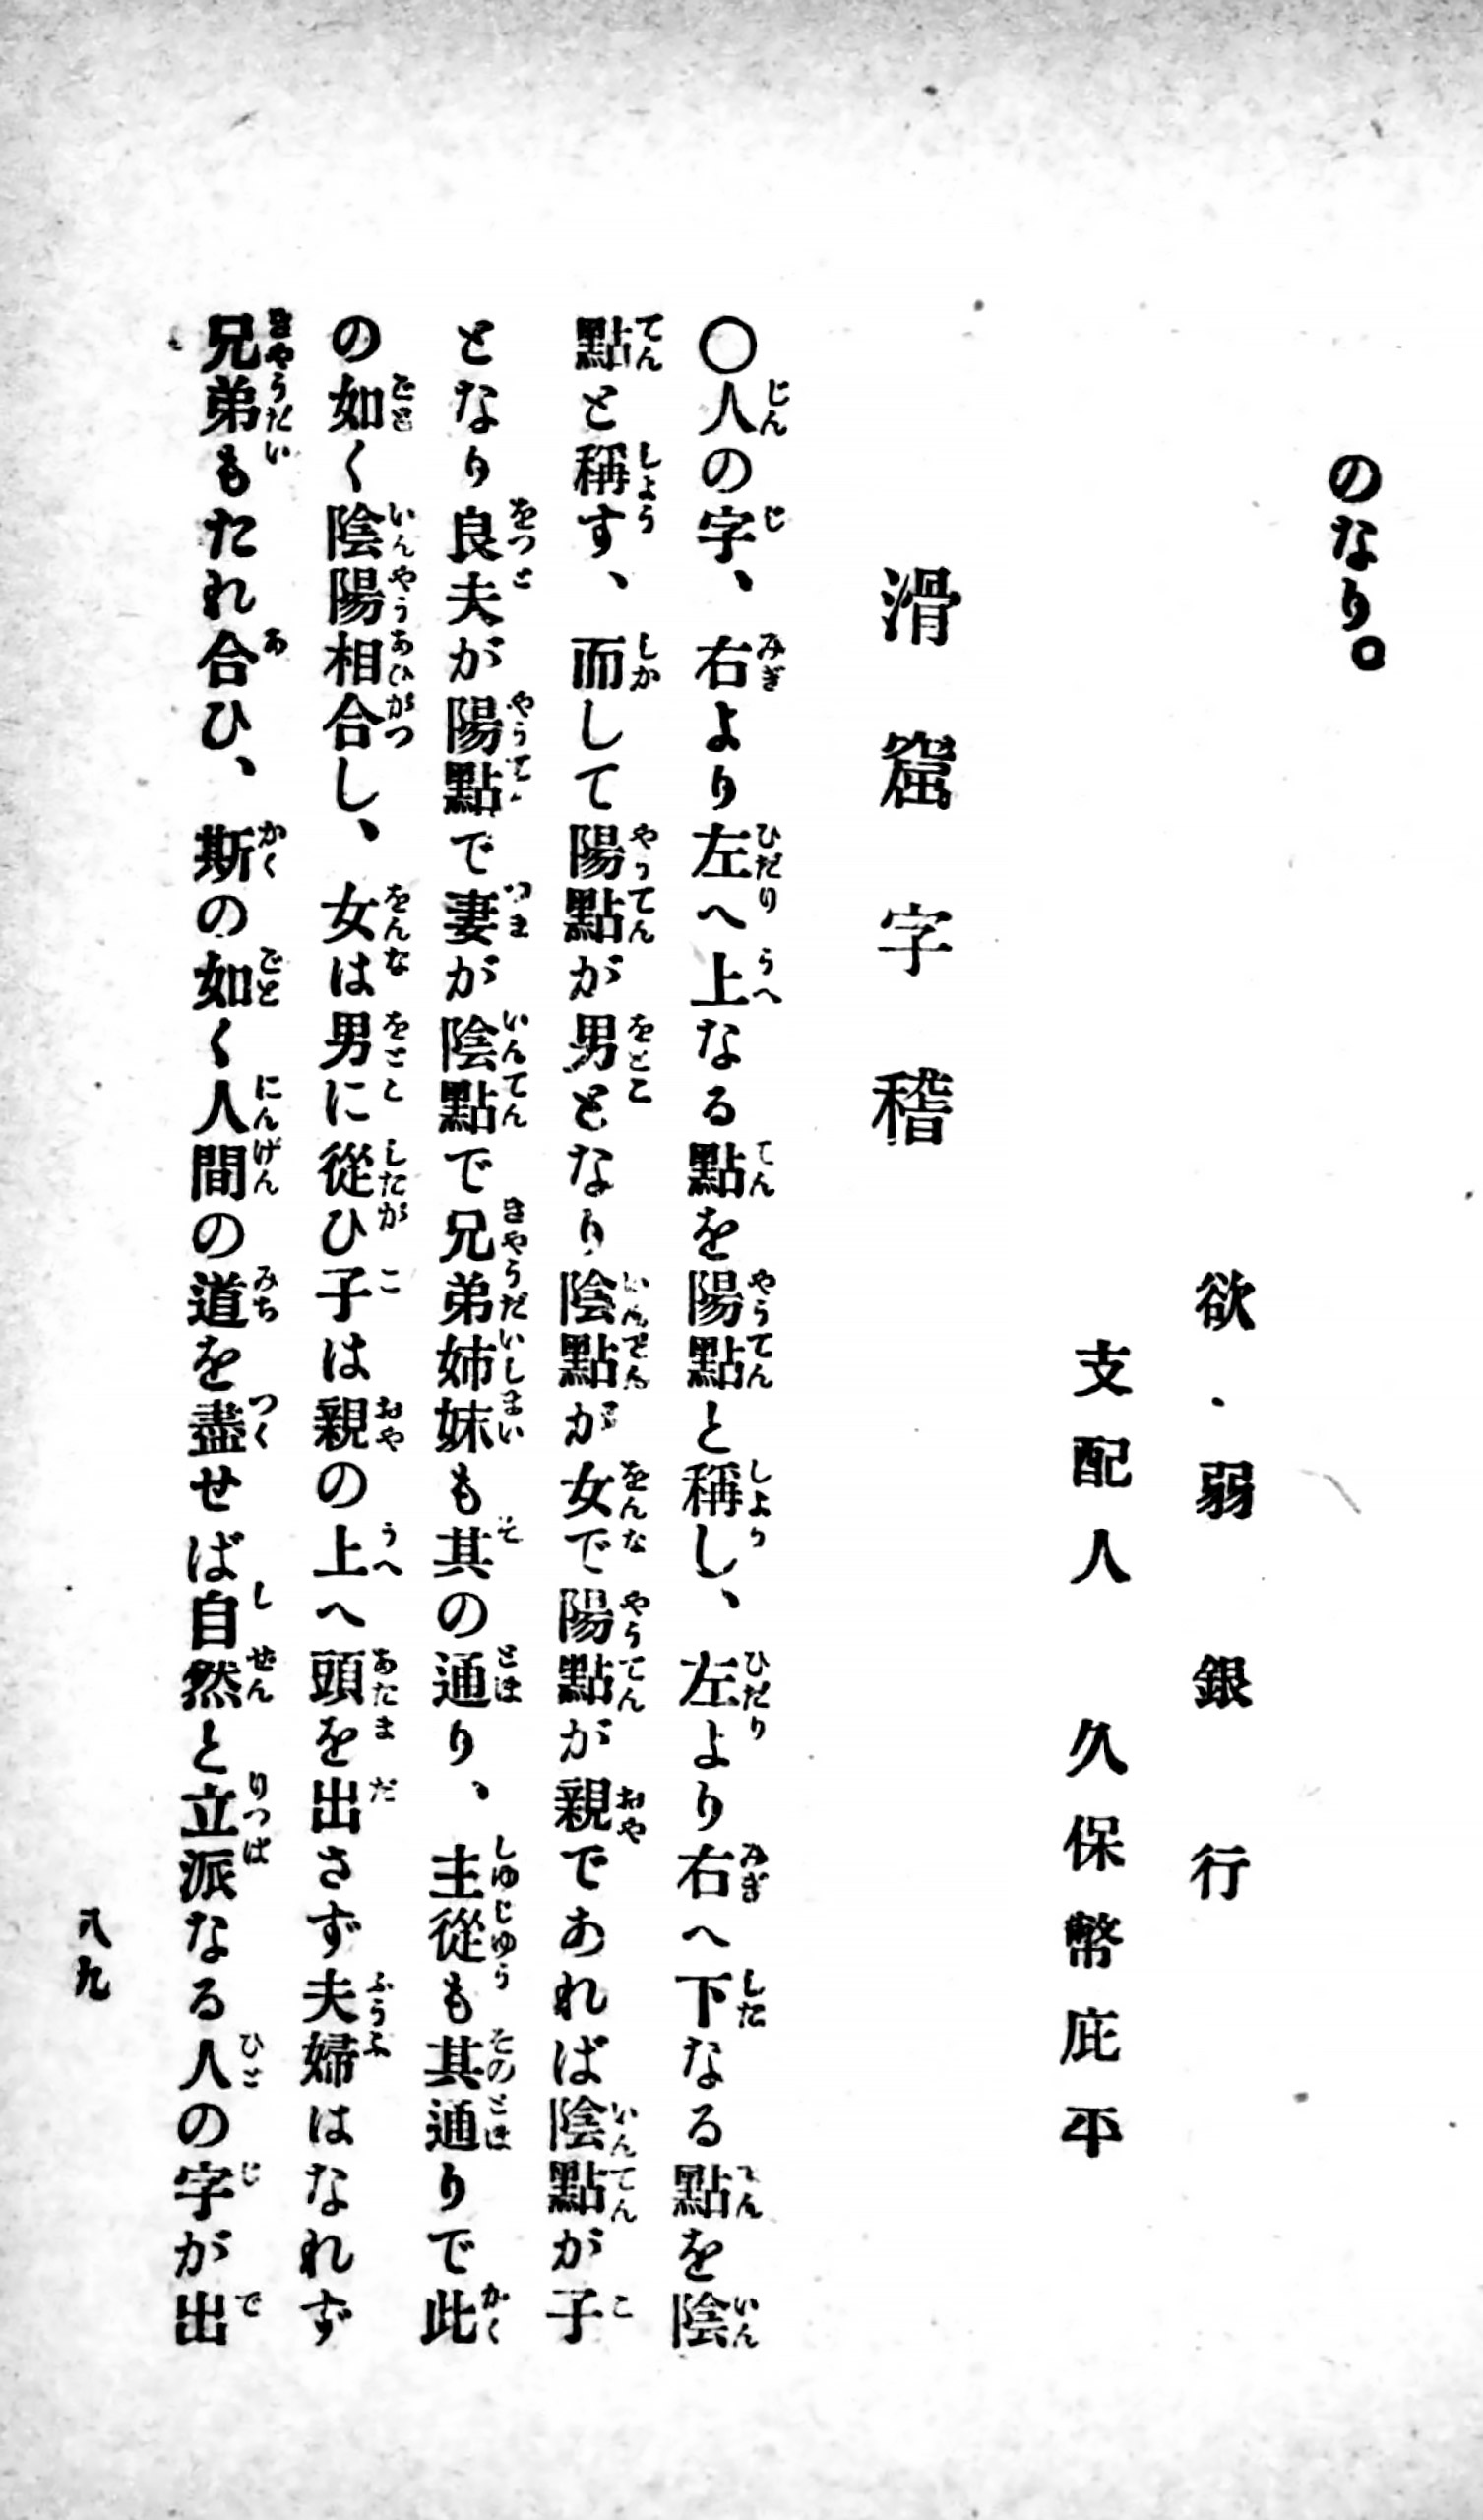 のなり。
欲・弱銀行
支配人　久保幣庇平
滑窟字稽
〇人の字、右より左へ上なる點を陽點と稱し、左より右へ下なる點を陰
點と稱す、而して陽點が男となり陰點が女で陽點が親であれば陰點が子
となり良夫が陽點で妻が陰點で兄弟姉妹も其の通り、主從も其通りで此
の如く陰陽相合し、女は男に從ひ子は親の上へ頭を出さず夫婦はなれず
兄弟もたれ合ひ、斯の如く人間の道を盡せば自然と立派なる人の字が出
八九